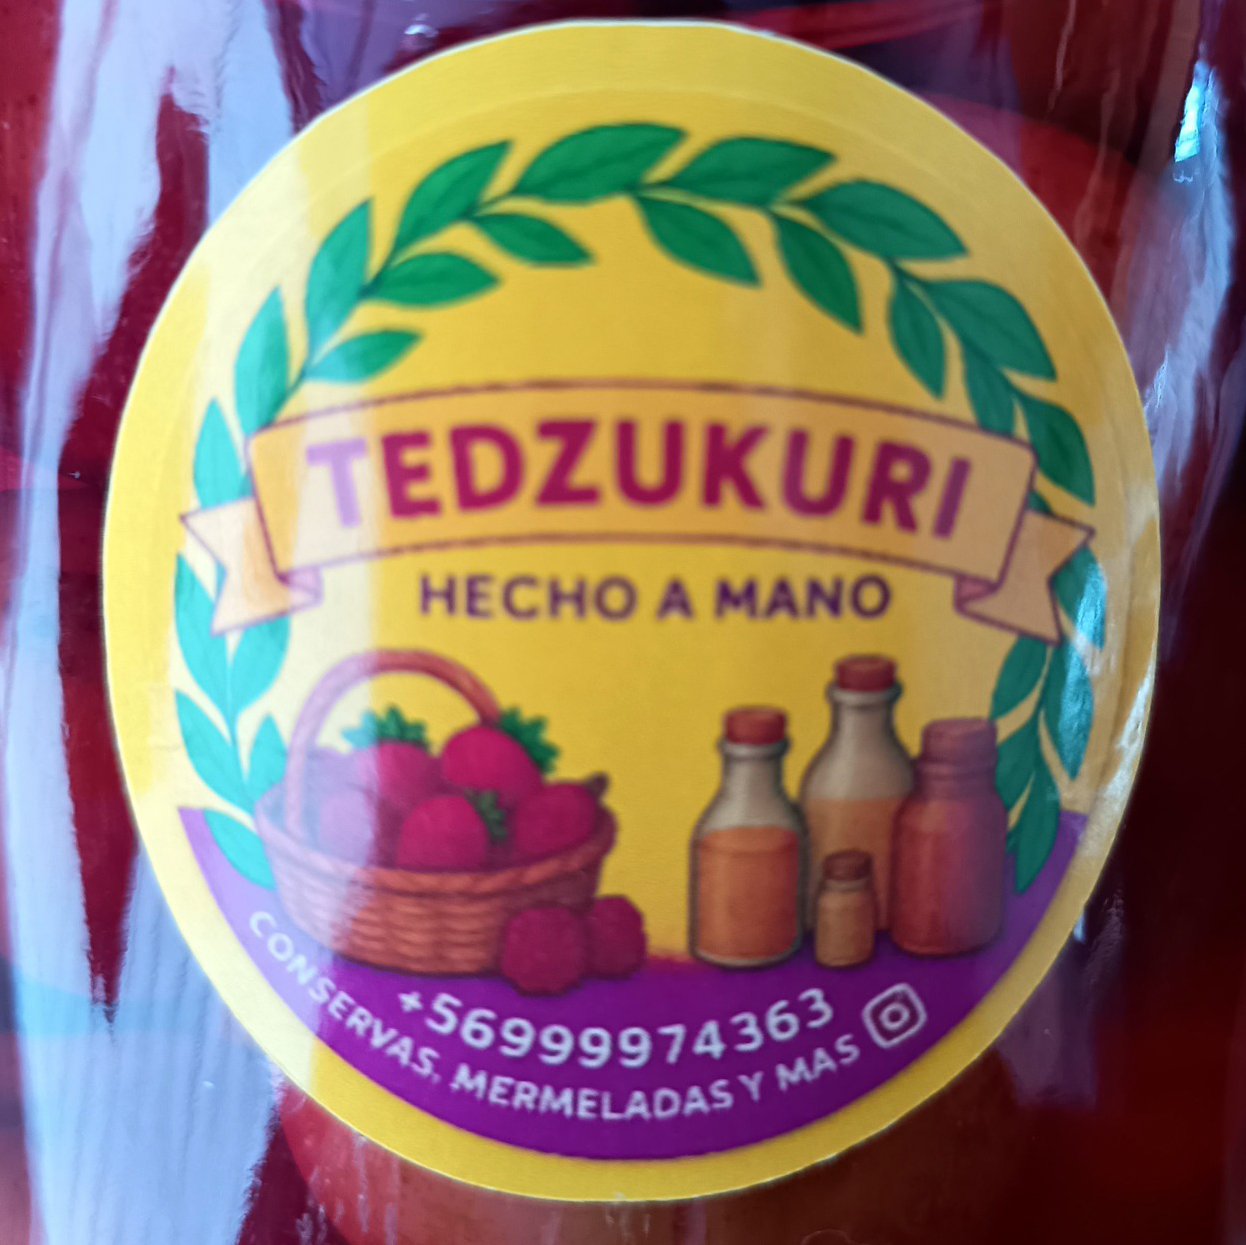 TEDZUKURI
HECHO A MANO
+56999974363
CONSERVAS, MERMELADAS Y MAS